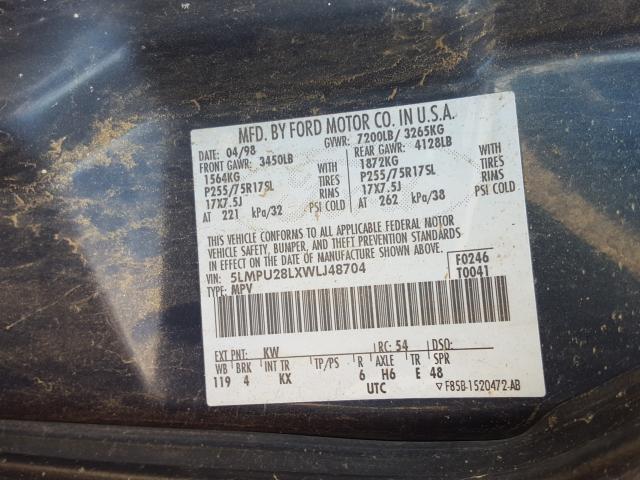 MFD. BY FORD MOTOR CO. IN U.S.A.
DATE: 04/98 GVWR: 7200LB/ 3265KG
FRONT GAWR: 3450LB REAR GAWR: 4128LB
1564KG WITH 1872KG WITH
P255/75R17SL TIRES P255/75R17SL TIRES
17X7.5J RIMS 17X7.5J RIMS
AT 221 kPa/32 PSI COLD AT 262 kPa/38 PSI COLD
THIS VEHICLE CONFORMS TO ALL APPLICABLE FEDERAL MOTOR
VEHICLE SAFETY, BUMPER, AND THEFT PREVENTION STANDARDS
IN EFFECT ON THE DATE OF MANUFACTURE SHOWN ABOVE.
VIN: 5LMPU28LXWLJ48704 F0246
TYPE: MPV T0041
EXT PNT: KW RC: 54 DSO:
WB BRK INT TR TP/PS R AXLE TR SPR
119 4 KX 6 H6 E 48
UTC ▽ F85B-1520472-AB